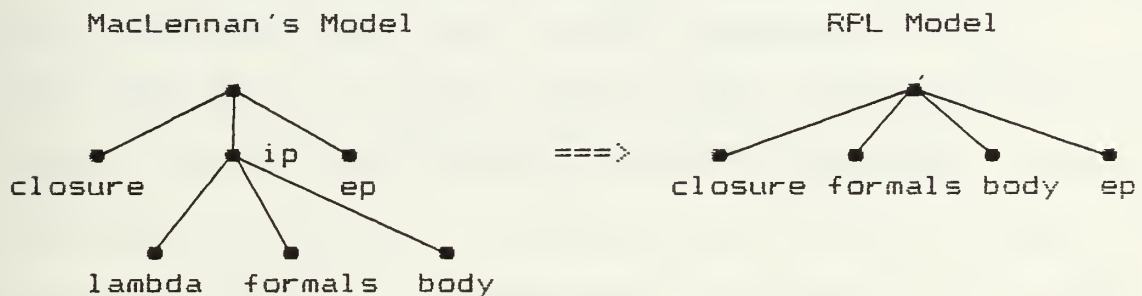 MacLennan's Model RPL Model
ip ===>
closure ep closure formals body ep
lambda formals body